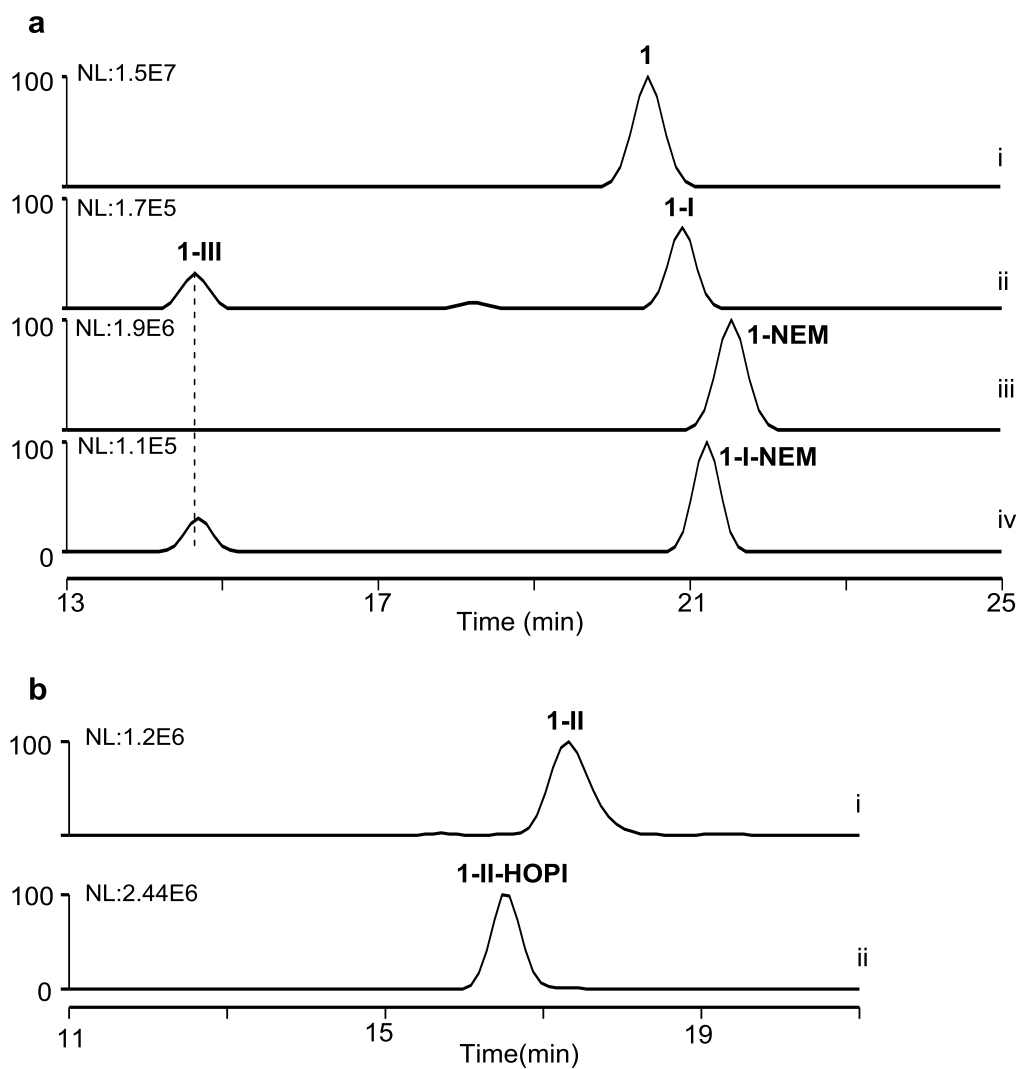 a
1
100
NL:1.5E7
i
100
NL:1.7E5
1-I
1-III
ii
100
NL:1.9E6
1-NEM
iii
100
NL:1.1E5
1-I-NEM
iv
0
13 17 21 25
Time (min)
b
1-II
100
NL:1.2E6
i
1-II-HOPI
100
NL:2.44E6
ii
0
11 15 19
Time(min)